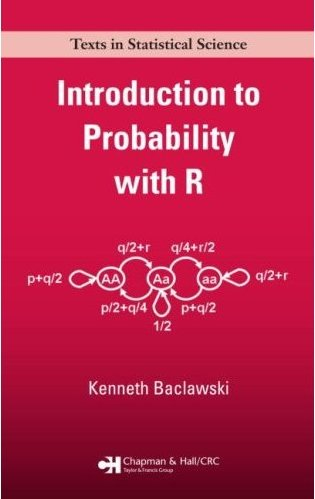 Texts in Statistical Science
Introduction to
Probability
with R
q/2+r q/4+r/2
p+q/2 AA Aa aa q/2+r
p/2+q/4 p+q/2
1/2
Kenneth Baclawski
CH Chapman & Hall/CRC
Taylor & Francis Group